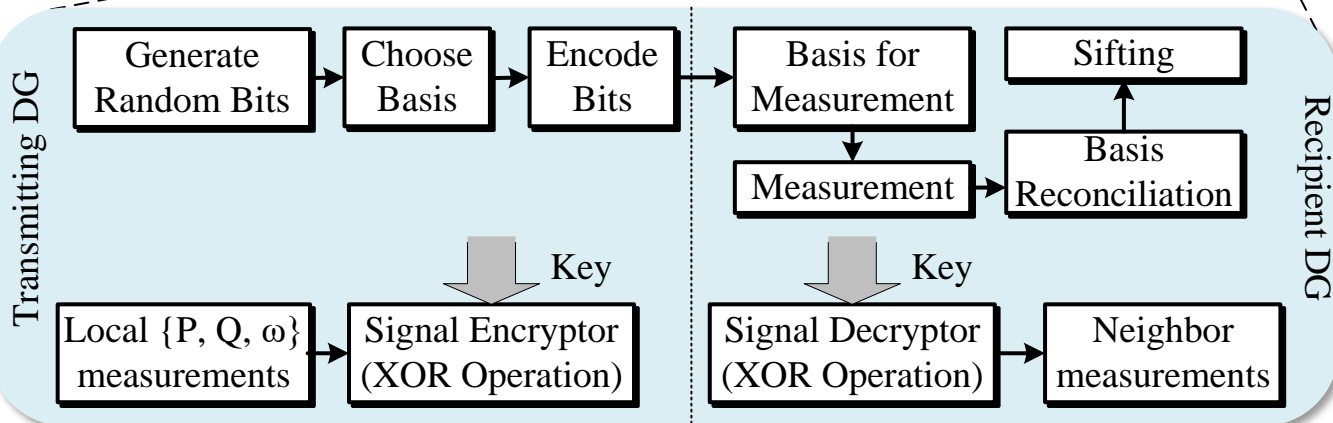 Transmitting DG
Generate
Random Bits
Choose
Basis
Encode
Bits
Basis for
Measurement
Sifting
Measurement
Basis
Reconciliation
Recipient DG
Key
Key
Local {P, Q, ω}
measurements
Signal Encryptor
(XOR Operation)
Signal Decryptor
(XOR Operation)
Neighbor
measurements